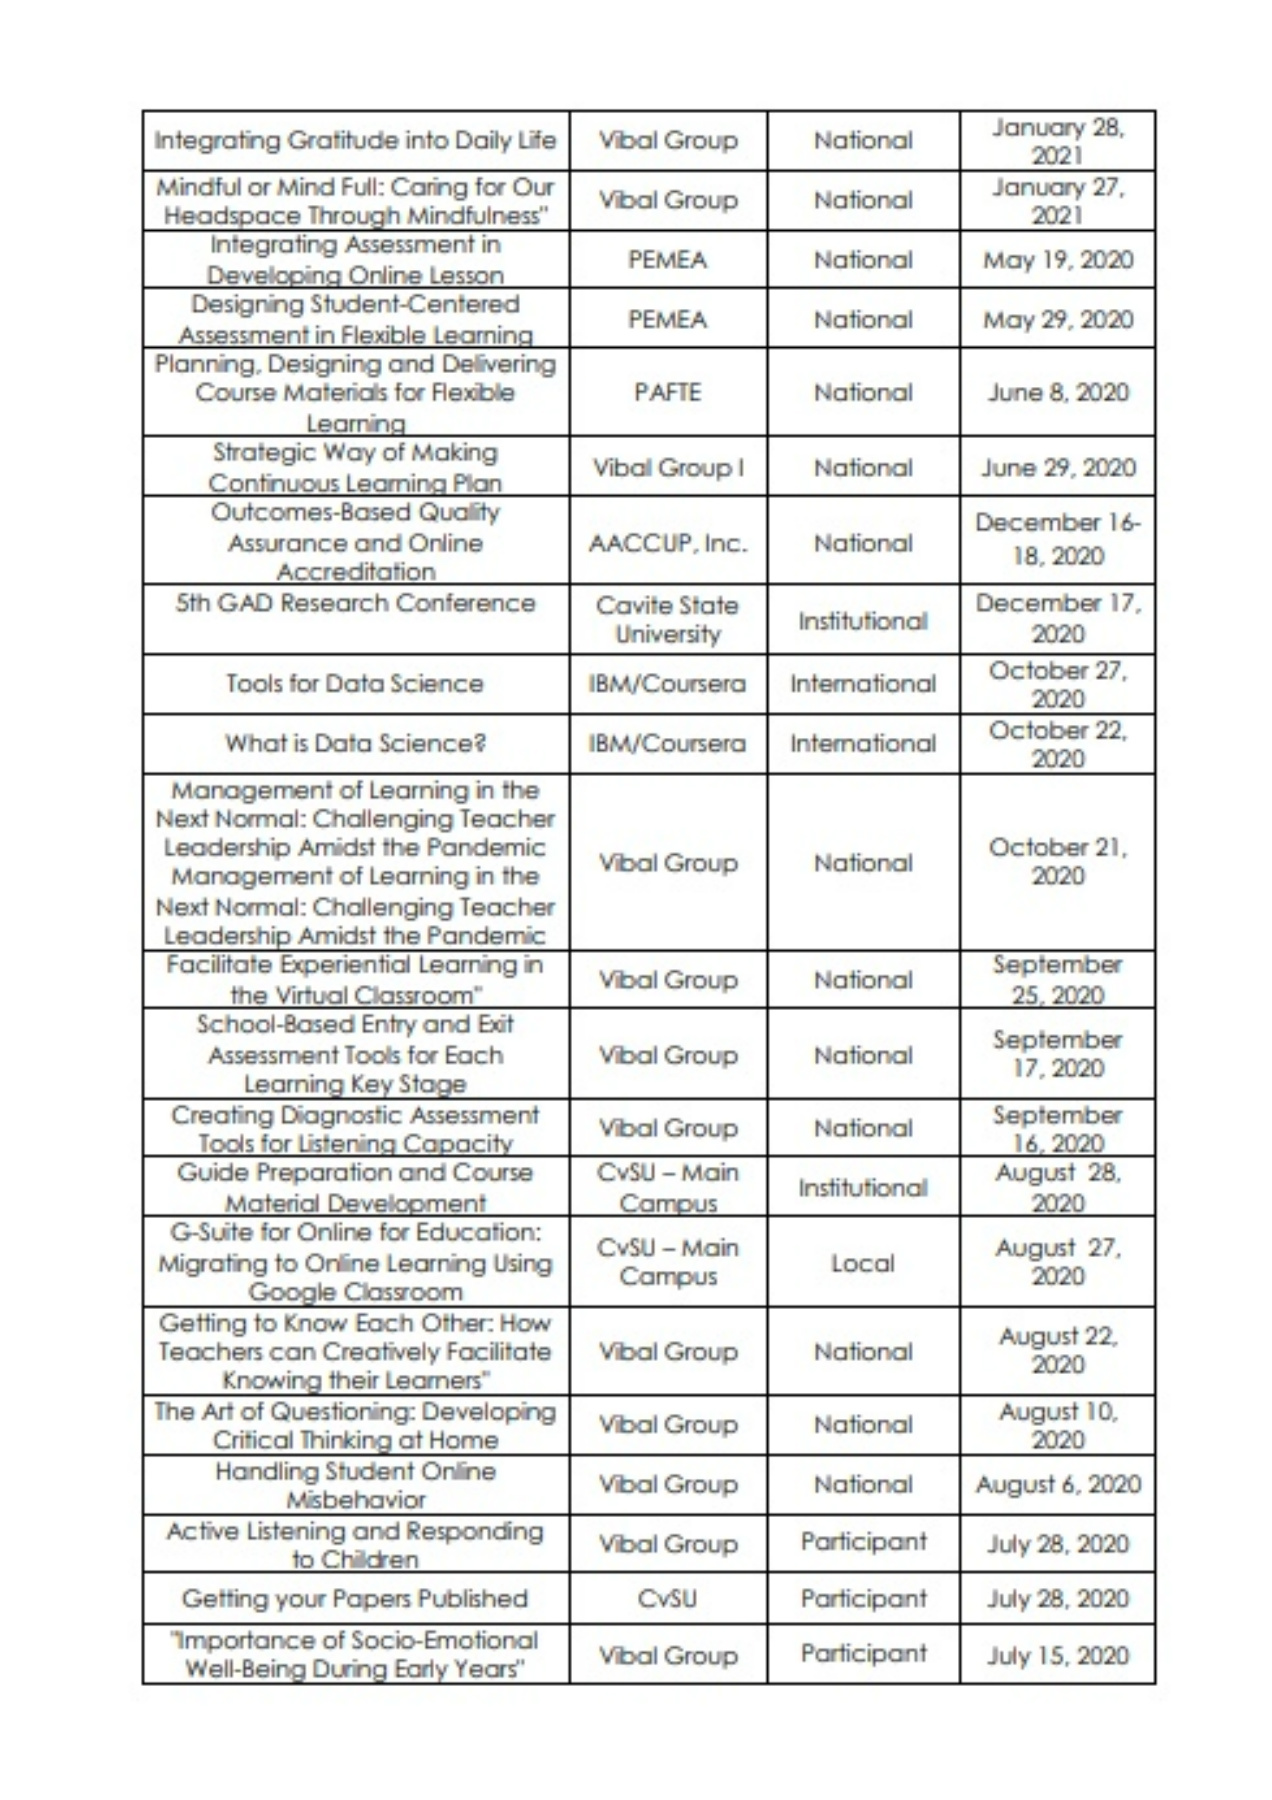 Integrating Gratitude into Daily Life
Vibal Group
National
January 28,
2021
Mindful or Mind Full: Caring for Our
Headspace Through Mindfulness"
Vibal Group
National
January 27,
2021
Integrating Assessment in
Developing Online Lesson
PEMEA
National
May 19, 2020
Designing Student-Centered
Assessment in Flexible Learning
PEMEA
National
May 29, 2020
Planning, Designing and Delivering
Course Materials for Flexible
Learning
PAFTE
National
June 8, 2020
Strategic Way of Making
Continuous Learning Plan
Vibal Group I
National
June 29, 2020
Outcomes-Based Quality
Assurance and Online
Accreditation
AACCUP, Inc.
National
December 16-
18, 2020
5th GAD Research Conference
Cavite State
University
Institutional
December 17,
2020
Tools for Data Science
IBM/Coursera
International
October 27,
2020
What is Data Science?
IBM/Coursera
International
October 22,
2020
Management of Learning in the
Next Normal: Challenging Teacher
Leadership Amidst the Pandemic
Management of Learning in the
Next Normal: Challenging Teacher
Leadership Amidst the Pandemic
Vibal Group
National
October 21,
2020
Facilitate Experiential Learning in
the Virtual Classroom"
Vibal Group
National
September
25, 2020
School-Based Entry and Exit
Assessment Tools for Each
Learning Key Stage
Vibal Group
National
September
17, 2020
Creating Diagnostic Assessment
Tools for Listening Capacity
Vibal Group
National
September
16, 2020
Guide Preparation and Course
Material Development
CvSU – Main
Campus
Institutional
August 28,
2020
G-Suite for Online for Education:
Migrating to Online Learning Using
Google Classroom
CvSU – Main
Campus
Local
August 27,
2020
Getting to Know Each Other: How
Teachers can Creatively Facilitate
Knowing their Learners"
Vibal Group
National
August 22,
2020
The Art of Questioning: Developing
Critical Thinking at Home
Vibal Group
National
August 10,
2020
Handling Student Online
Misbehavior
Vibal Group
National
August 6, 2020
Active Listening and Responding
to Children
Vibal Group
Participant
July 28, 2020
Getting your Papers Published
CvSU
Participant
July 28, 2020
"Importance of Socio-Emotional
Well-Being During Early Years"
Vibal Group
Participant
July 15, 2020